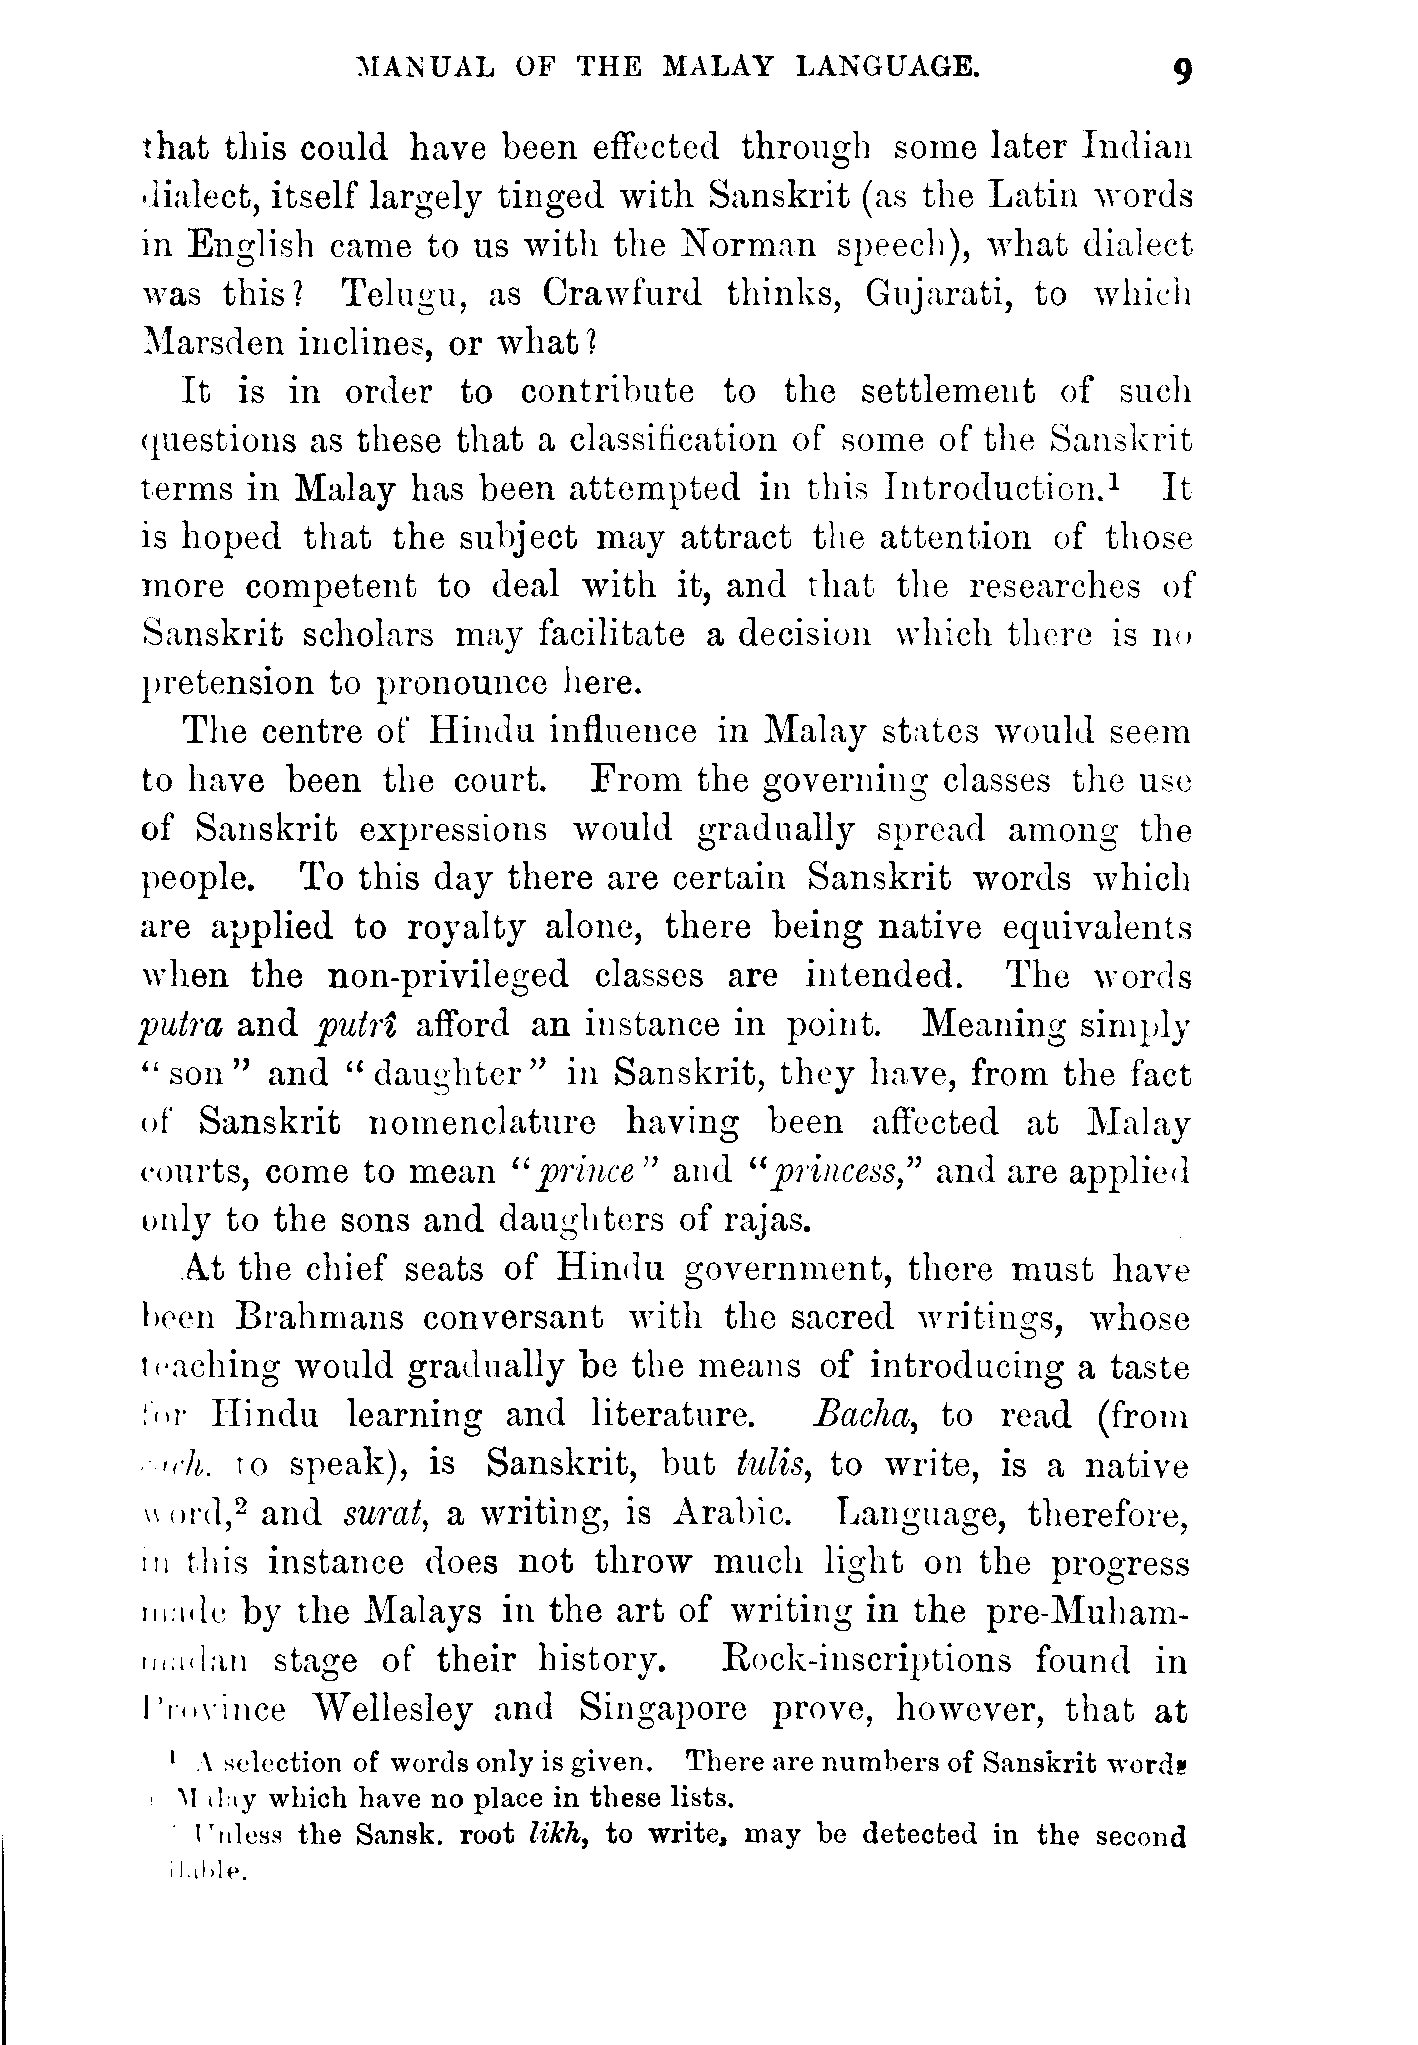 MANUAL OF THE MALAY LANGUAGE. 9
that this could have been effected through some later Indian
dialect, itself largely tinged with Sanskrit (as the Latin words
in English came to us with the Norman speech), what dialect
was this? Telugu, as Crawfurd thinks, Gujarati, to which
Marsden inclines, or what?
It is in order to contribute to the settlement of such
questions as these that a classification of some of the Sanskrit
terms in Malay has been attempted in this Introduction.¹ It
is hoped that the subject may attract the attention of those
more competent to deal with it, and that the researches of
Sanskrit scholars may facilitate a decision which there is no
pretension to pronounce here.
The centre of Hindu influence in Malay states would seem
to have been the court. From the governing classes the use
of Sanskrit expressions would gradually spread among the
people. To this day there are certain Sanskrit words which
are applied to royalty alone, there being native equivalents
when the non-privileged classes are intended. The words
putra and putrî afford an instance in point. Meaning simply
“son” and “daughter” in Sanskrit, they have, from the fact
of Sanskrit nomenclature having been affected at Malay
courts, come to mean “prince” and “princess,” and are applied
only to the sons and daughters of rajas.
At the chief seats of Hindu government, there must have
been Brahmans conversant with the sacred writings, whose
teaching would gradually be the means of introducing a taste
for Hindu learning and literature. Bacha, to read (from
to speak), is Sanskrit, but tulis, to write, is a native
word,² and surat, a writing, is Arabic. Language, therefore,
in this instance does not throw much light on the progress
made by the Malays in the art of writing in the pre-Muham-
madan stage of their history. Rock-inscriptions found in
Province Wellesley and Singapore prove, however, that at
¹ A selection of words only is given. There are numbers of Sanskrit words
Malay which have no place in these lists.
Unless the Sansk. root likh, to write, may be detected in the second